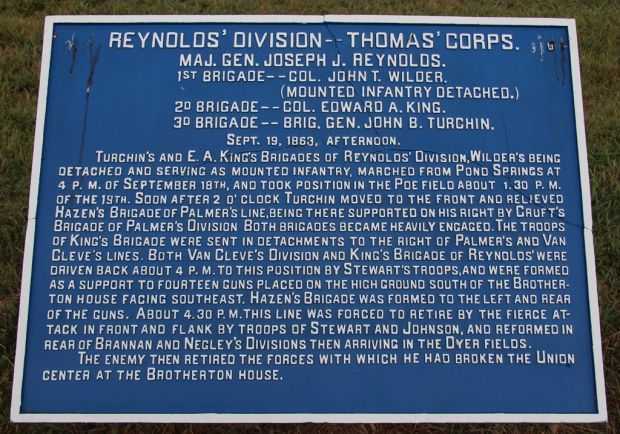 REYNOLDS' DIVISION--THOMAS' CORPS.
MAJ. GEN. JOSEPH J. REYNOLDS.
1ST BRIGADE--COL. JOHN T. WILDER.
(MOUNTED INFANTRY DETACHED.)
2D BRIGADE--COL. EDWARD A. KING.
3D BRIGADE--BRIG. GEN. JOHN B. TURCHIN.
SEPT. 19, 1863, AFTERNOON.
TURCHIN'S AND E. A. KING'S BRIGADES OF REYNOLDS' DIVISION, WILDER'S BEING
DETACHED AND SERVING AS MOUNTED INFANTRY, MARCHED FROM POND SPRINGS AT
4 P. M. OF SEPTEMBER 18TH, AND TOOK POSITION IN THE POE FIELD ABOUT 1.30 P. M.
OF THE 19TH. SOON AFTER 2 O'CLOCK TURCHIN MOVED TO THE FRONT AND RELIEVED
HAZEN'S BRIGADE OF PALMER'S LINE, BEING THERE SUPPORTED ON HIS RIGHT BY CRUFT'S
BRIGADE OF PALMER'S DIVISION BOTH BRIGADES BECAME HEAVILY ENGAGED. THE TROOPS
OF KING'S BRIGADE WERE SENT IN DETACHMENTS TO THE RIGHT OF PALMER'S AND VAN
CLEVE'S LINES. BOTH VAN CLEVE'S DIVISION AND KING'S BRIGADE OF REYNOLDS' WERE
DRIVEN BACK ABOUT 4 P. M. TO THIS POSITION BY STEWART'S TROOPS, AND WERE FORMED
AS A SUPPORT TO FOURTEEN GUNS PLACED ON THE HIGH GROUND SOUTH OF THE BROTHER-
TON HOUSE FACING SOUTHEAST. HAZEN'S BRIGADE WAS FORMED TO THE LEFT AND REAR
OF THE GUNS. ABOUT 4.30 P. M. THIS LINE WAS FORCED TO RETIRE BY THE FIERCE AT-
TACK IN FRONT AND FLANK BY TROOPS OF STEWART AND JOHNSON, AND REFORMED IN
REAR OF BRANNAN AND NEGLEY'S DIVISIONS THEN ARRIVING IN THE DYER FIELDS.
THE ENEMY THEN RETIRED THE FORCES WITH WHICH HE HAD BROKEN THE UNION
CENTER AT THE BROTHERTON HOUSE.